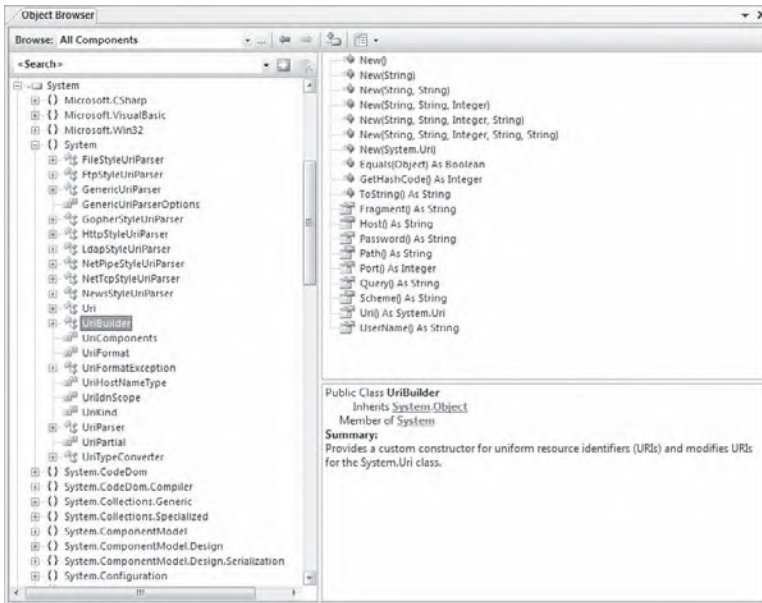 Object Browser
Browse: All Components
<Search>
System
{} Microsoft.CSharp
{} Microsoft.VisualBasic
{} Microsoft.Win32
{} System
FileStyleUriParser
FtpStyleUriParser
GenericUriParser
GenericUriParserOptions
GopherStyleUriParser
HttpStyleUriParser
LdapStyleUriParser
NetPipeStyleUriParser
NetTcpStyleUriParser
NewsStyleUriParser
Uri
UriBuilder
UriComponents
UriFormat
UriFormatException
UriHostNameType
UriIdnScope
UriKind
UriParser
UriPartial
UriTypeConverter
{} System.CodeDom
{} System.CodeDom.Compiler
{} System.Collections.Generic
{} System.Collections.Specialized
{} System.ComponentModel
{} System.ComponentModel.Design
{} System.ComponentModel.Design.Serialization
{} System.Configuration
New()
New(String)
New(String, String)
New(String, String, Integer)
New(String, String, Integer, String)
New(String, String, Integer, String, String)
New(System.Uri)
Equals(Object) As Boolean
GetHashCode() As Integer
ToString() As String
Fragment() As String
Host() As String
Password() As String
Path() As String
Port() As Integer
Query() As String
Scheme() As String
Uri() As System.Uri
UserName() As String
Public Class UriBuilder
Inherits System.Object
Member of System
Summary:
Provides a custom constructor for uniform resource identifiers (URIs) and modifies URIs
for the System.Uri class.